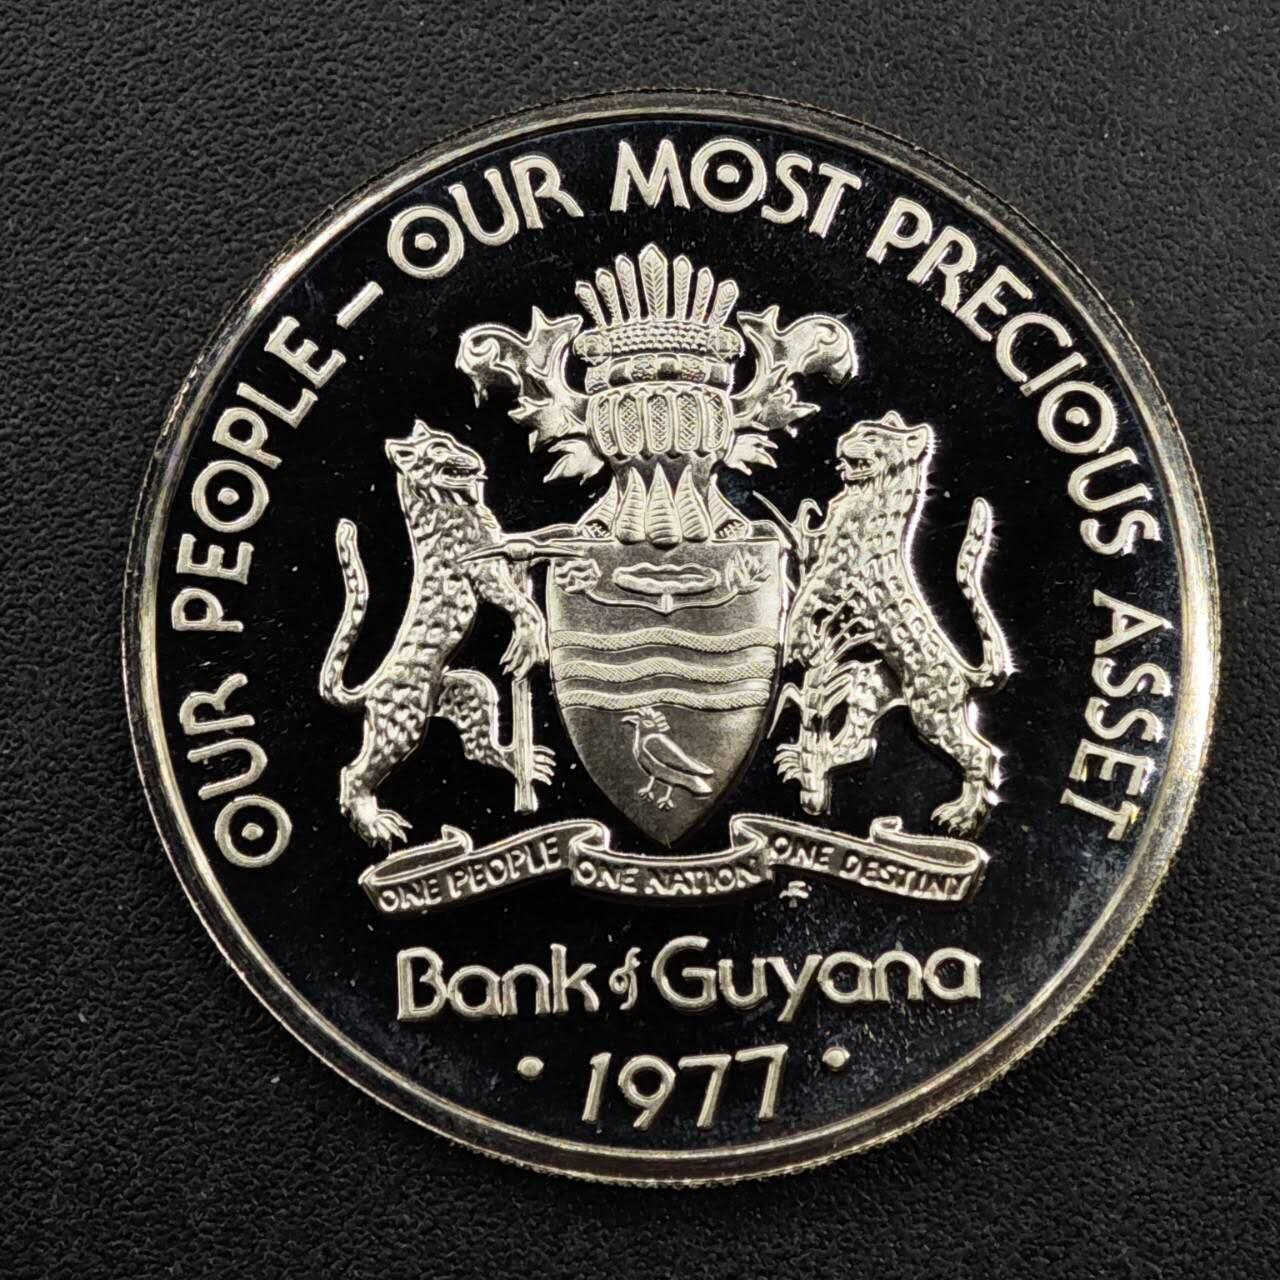 OUR PEOPLE – OUR MOST PRECIOUS ASSET
ONE PEOPLE ONE NATION ONE DESTINY
Bank of Guyana
· 1977 ·